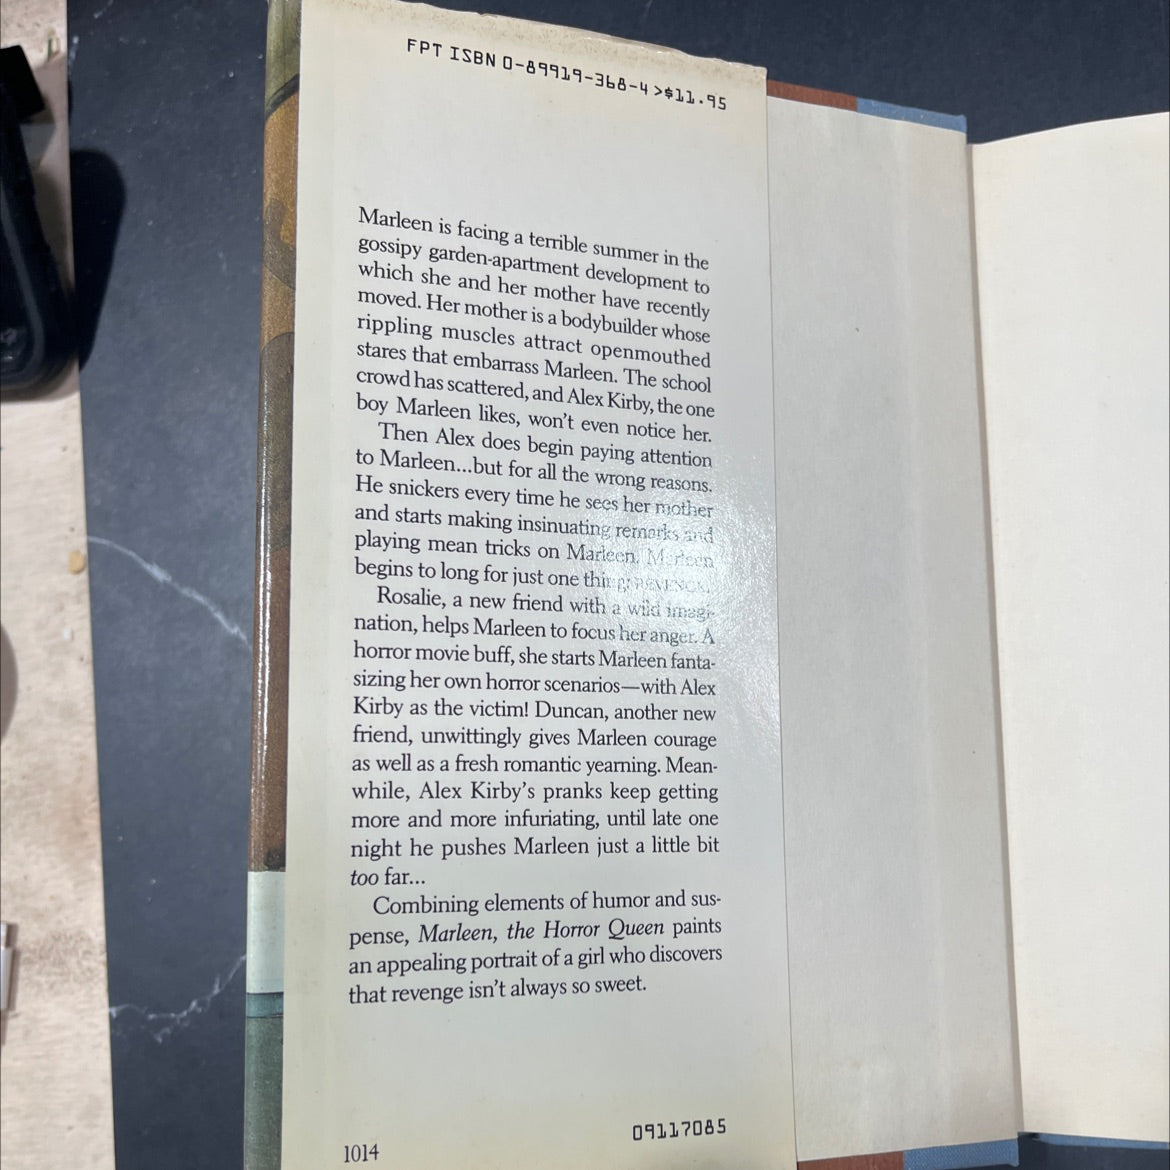 FPT ISBN 0-89919-368-4 >$11.95
Marleen is facing a terrible summer in the
gossipy garden-apartment development to
which she and her mother have recently
moved. Her mother is a bodybuilder whose
rippling muscles attract openmouthed
stares that embarrass Marleen. The school
crowd has scattered, and Alex Kirby, the one
boy Marleen likes, won't even notice her.
Then Alex does begin paying attention
to Marleen...but for all the wrong reasons.
He snickers every time he sees her mother
and starts making insinuating remarks and
playing mean tricks on Marleen. Marleen
begins to long for just one thing: REVENGE.
Rosalie, a new friend with a wild imagi-
nation, helps Marleen to focus her anger. A
horror movie buff, she starts Marleen fanta-
sizing her own horror scenarios—with Alex
Kirby as the victim! Duncan, another new
friend, unwittingly gives Marleen courage
as well as a fresh romantic yearning. Mean-
while, Alex Kirby's pranks keep getting
more and more infuriating, until late one
night he pushes Marleen just a little bit
too far...
Combining elements of humor and sus-
pense, Marleen, the Horror Queen paints
an appealing portrait of a girl who discovers
that revenge isn't always so sweet.
09117085
1014